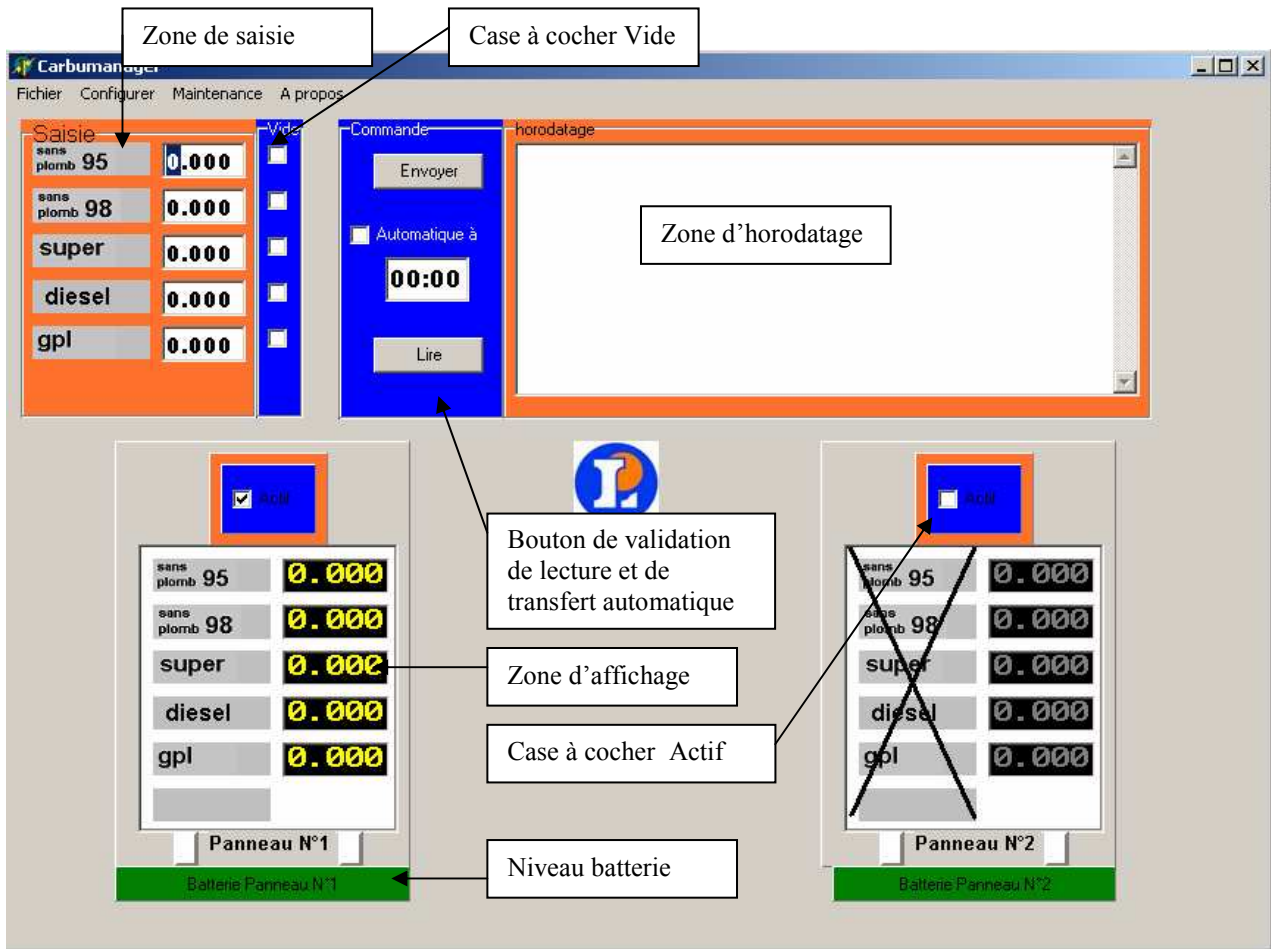 Zone de saisie
Case à cocher Vide
Carbumanager
Fichier Configurer Maintenance A propos
Saisie
Vide
Commande
horodatage
sans
plomb 95
0.000
Envoyer
sans
plomb 98
0.000
Zone d’horodatage
Automatique à
super
0.000
00:00
diesel
0.000
gpl
0.000
Lire
Actif
Actif
Bouton de validation
de lecture et de
transfert automatique
sans
plomb 95
0.000
sans
plomb 98
0.000
super
0.000
Zone d’affichage
diesel
0.000
Case à cocher Actif
gpl
0.000
Panneau N°1
Niveau batterie
Batterie Panneau N°1
sans
plomb 95
0.000
sans
plomb 98
0.000
super
0.000
diesel
0.000
gpl
0.000
Panneau N°2
Batterie Panneau N°2